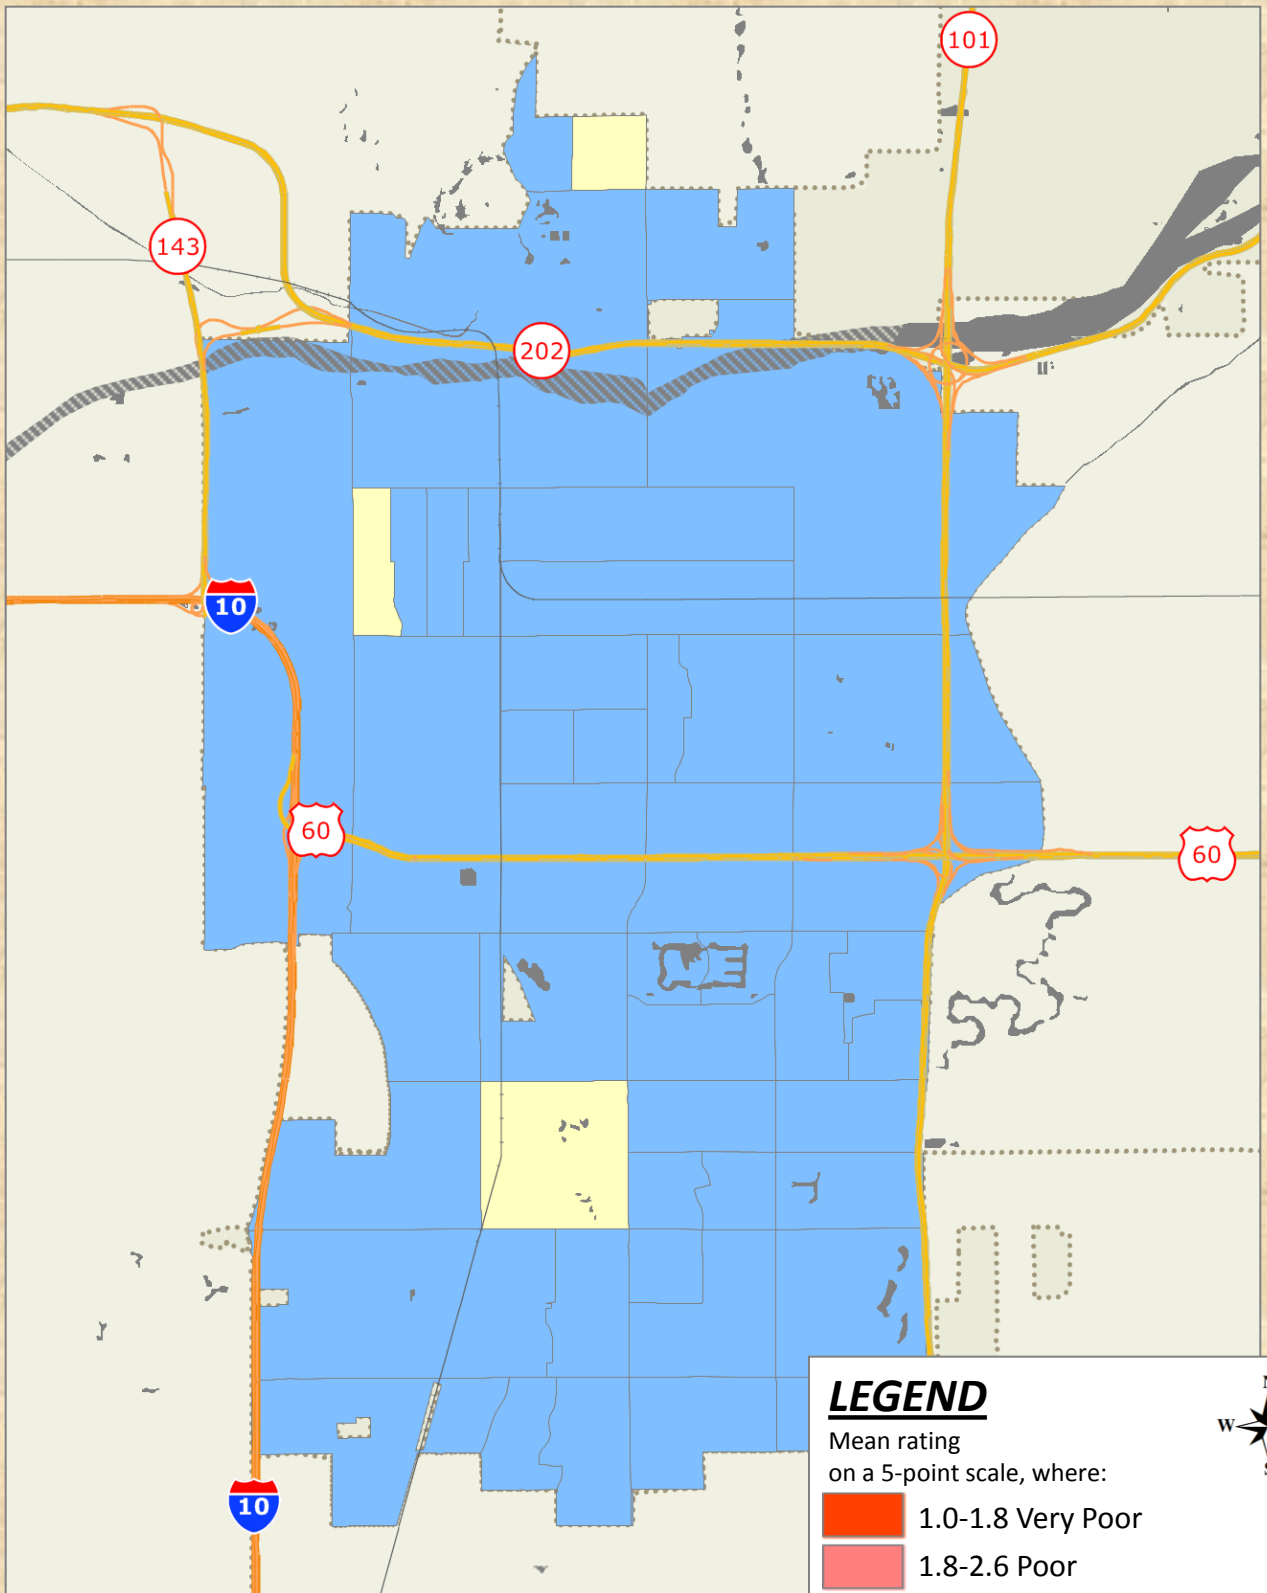 101
143
202
10
60
60
10
LEGEND
Mean rating
on a 5-point scale, where:
W
1.0-1.8 Very Poor
1.8-2.6 Poor